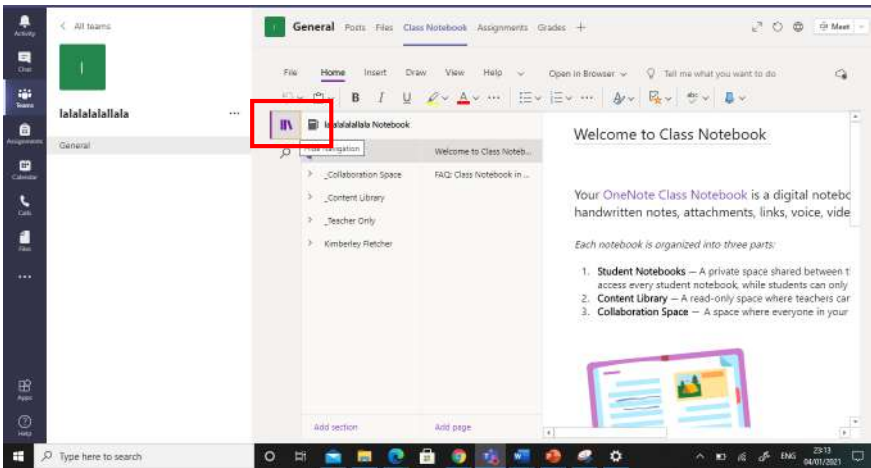 Activity
Chat
Teams
Assignments
Calendar
Calls
Files
Apps
Help
< All teams
I
lalalalalallala
General
I General Posts Files Class Notebook Assignments Grades +
Meet
File Home Insert Draw View Help Open in Browser Tell me what you want to do
B I U A abc
Notebook
Navigation
_Collaboration Space
_Content Library
_Teacher Only
Kimberley Fletcher
Add section
Welcome to Class Noteb...
FAQ: Class Notebook in ...
Add page
Welcome to Class Notebook
Your OneNote Class Notebook is a digital notebo
handwritten notes, attachments, links, voice, vide
Each notebook is organized into three parts:
1. Student Notebooks — A private space shared between t
access every student notebook, while students can only
2. Content Library — A read-only space where teachers car
3. Collaboration Space — A space where everyone in your
Type here to search
ENG
23:13
04/01/2021